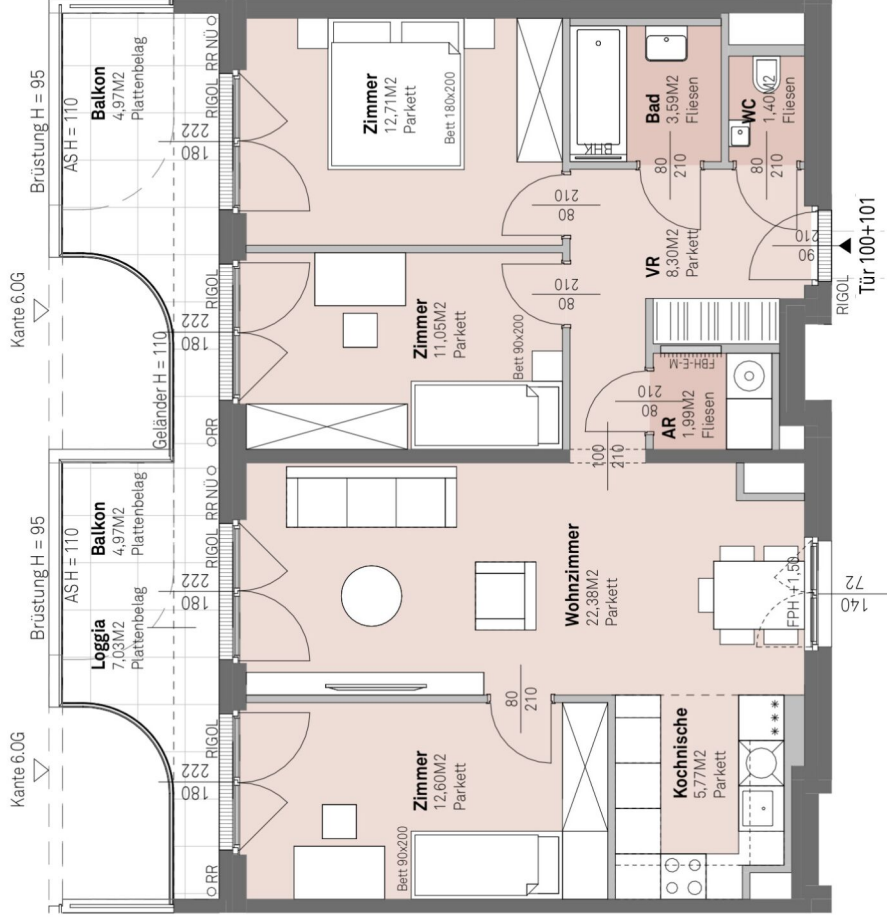 Kante 6.OG
Brüstung H = 95
Kante 6.OG
Brüstung H = 95
AS H = 110
AS H = 110
Loggia
7,03M2
Plattenbelag
Balkon
4,97M2
Plattenbelag
Geländer H = 110
Balkon
4,97M2
Plattenbelag
RR
180
222
RIGOL
180
222
RIGOL
RR NÜ
RR
180
222
RIGOL
180
222
RIGOL
RR NÜ
Bett 90x200
Zimmer
12,60M2
Parkett
80
210
Wohnzimmer
22,38M2
Parkett
Zimmer
11,05M2
Parkett
Bett 90x200
80
210
Zimmer
12,71M2
Parkett
Bett 180x200
80
210
Kochnische
5,77M2
Parkett
***
FPH +1,50
140
72
100
210
AR
1,99M2
Fliesen
80
210
FBH-E-M
VR
8,30M2
Parkett
BHK
Bad
3,59M2
Fliesen
80
210
WC
1,40M2
Fliesen
80
210
90
210
RIGOL
Tür 100+101